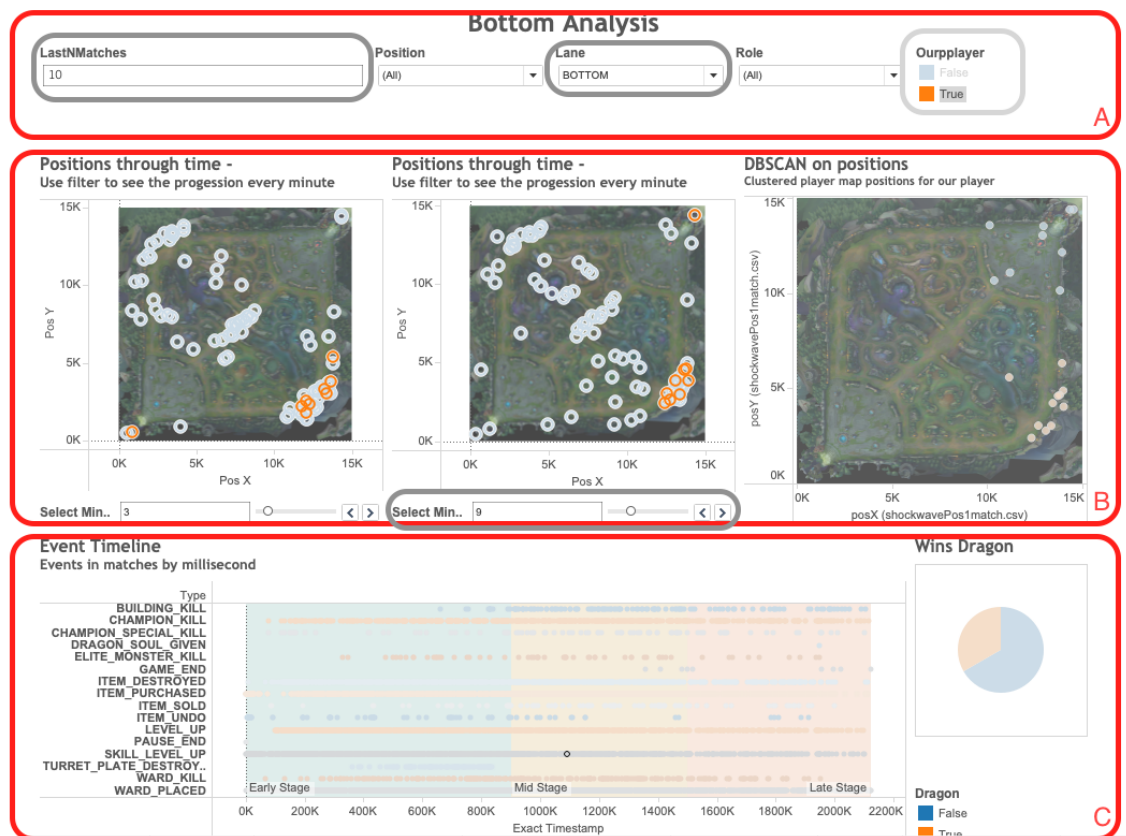 Bottom Analysis
LastNMatches
Position
Lane
Role
Ourpplayer
10
(All)
BOTTOM
(All)
False
True
A
Positions through time -
Use filter to see the progession every minute
15K
10K
5K
0K
Pos Y
0K
5K
10K
15K
Pos X
Select Min..
3
Positions through time -
Use filter to see the progession every minute
15K
10K
5K
0K
Pos Y
0K
5K
10K
15K
Pos X
Select Min..
9
DBSCAN on positions
Clustered player map positions for our player
15K
10K
5K
0K
posY (shockwavePos1match.csv)
0K
5K
10K
15K
posX (shockwavePos1match.csv)
B
Event Timeline
Events in matches by millisecond
Type
BUILDING_KILL
CHAMPION_KILL
CHAMPION_SPECIAL_KILL
DRAGON_SOUL_GIVEN
ELITE_MONSTER_KILL
GAME_END
ITEM_DESTROYED
ITEM_PURCHASED
ITEM_SOLD
ITEM_UNDO
LEVEL_UP
PAUSE_END
SKILL_LEVEL_UP
TURRET_PLATE_DESTROY..
WARD_KILL
WARD_PLACED
Early Stage
Mid Stage
Late Stage
0K
200K
400K
600K
800K
1000K
1200K
1400K
1600K
1800K
2000K
2200K
Exact Timestamp
Wins Dragon
Dragon
False
True
C